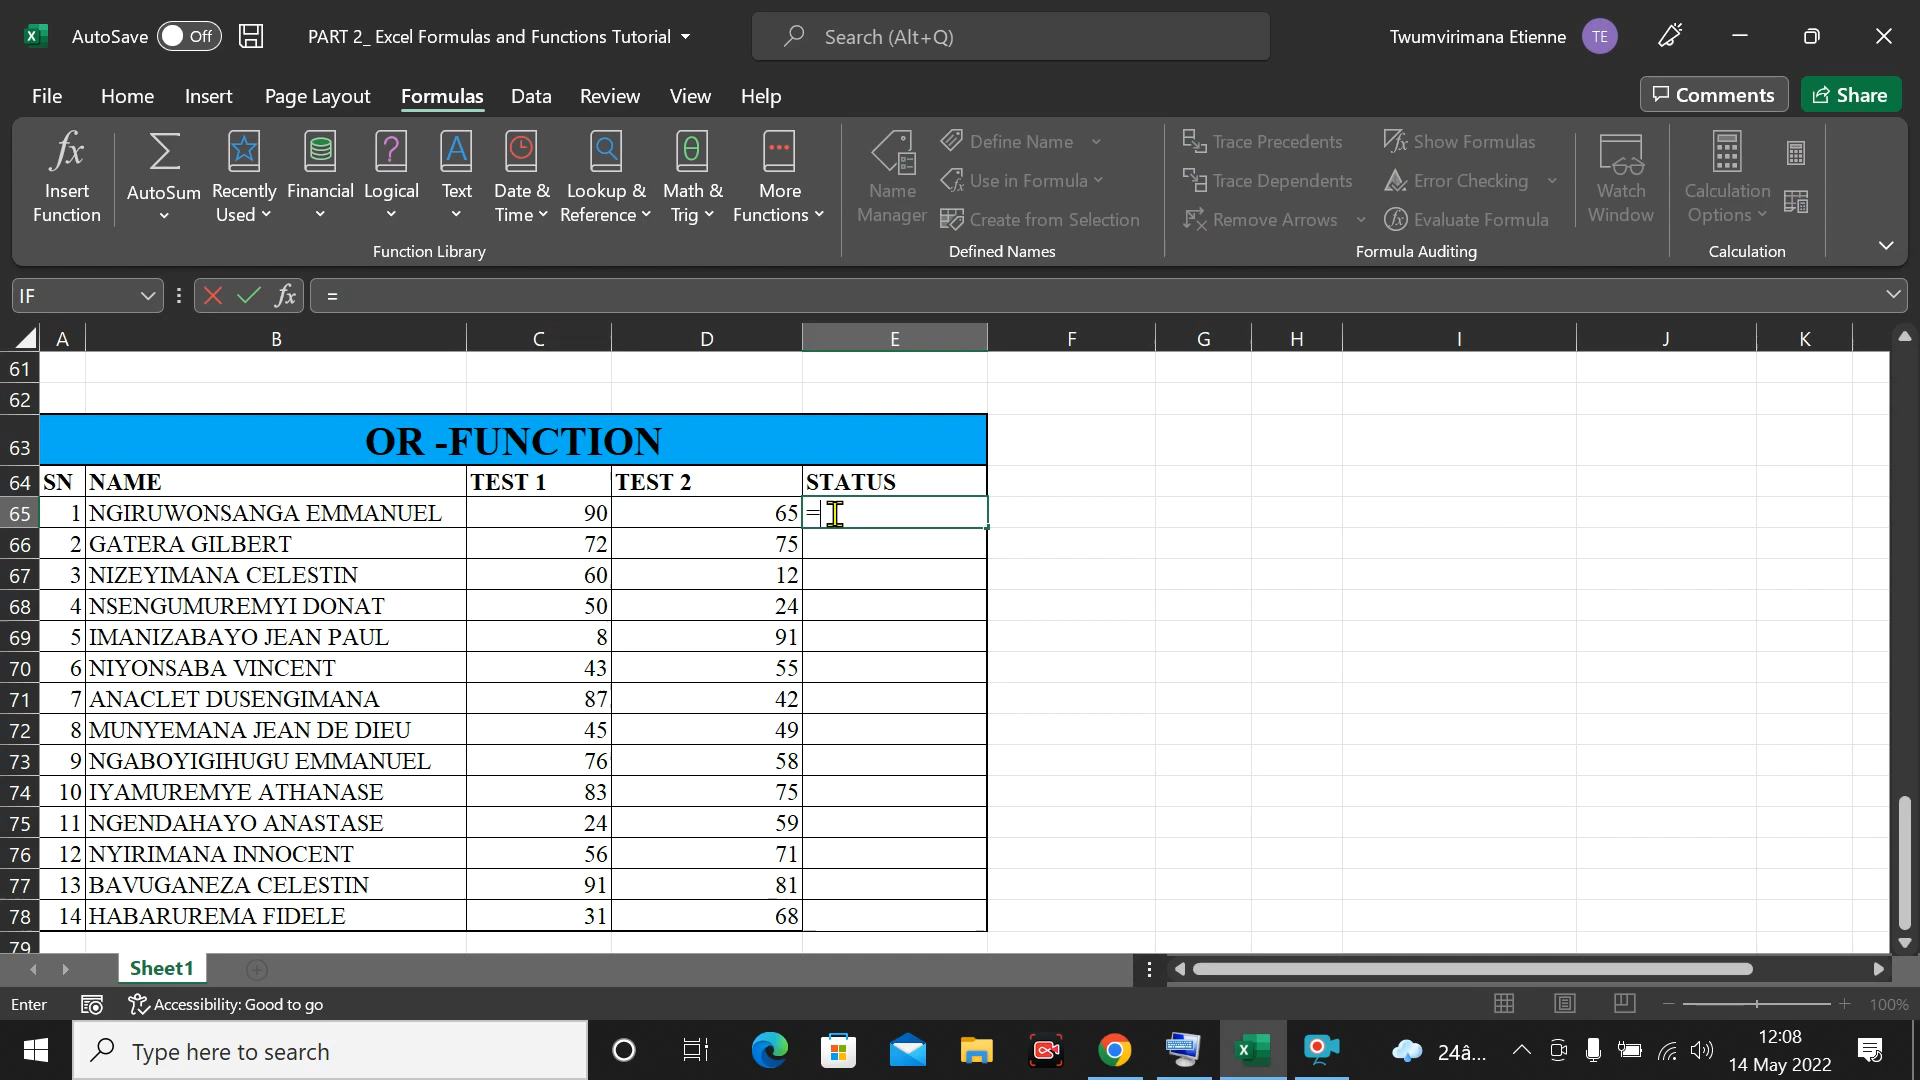 AutoSave Off PART 2_ Excel Formulas and Functions Tutorial Search (Alt+Q) Twumvirimana Etienne TE
File Home Insert Page Layout Formulas Data Review View Help Comments Share
Insert Function AutoSum Recently Used Financial Logical Text Date & Time Lookup & Reference Math & Trig More Functions
Function Library
Name Manager
Define Name
Use in Formula
Create from Selection
Defined Names
Trace Precedents Show Formulas
Trace Dependents Error Checking
Remove Arrows Evaluate Formula
Formula Auditing
Watch Window
Calculation Options
Calculation
IF fx =
A B C D E F G H I J K
61
62
63 OR -FUNCTION
64 SN NAME TEST 1 TEST 2 STATUS
65 1 NGIRUWONSANGA EMMANUEL 90 65 =
66 2 GATERA GILBERT 72 75
67 3 NIZEYIMANA CELESTIN 60 12
68 4 NSENGUMUREMYI DONAT 50 24
69 5 IMANIZABAYO JEAN PAUL 8 91
70 6 NIYONSABA VINCENT 43 55
71 7 ANACLET DUSENGIMANA 87 42
72 8 MUNYEMANA JEAN DE DIEU 45 49
73 9 NGABOYIGIHUGU EMMANUEL 76 58
74 10 IYAMUREMYE ATHANASE 83 75
75 11 NGENDAHAYO ANASTASE 24 59
76 12 NYIRIMANA INNOCENT 56 71
77 13 BAVUGANEZA CELESTIN 91 81
78 14 HABARUREMA FIDELE 31 68
79
Sheet1
Enter Accessibility: Good to go 100%
Type here to search 24â... 12:08
14 May 2022